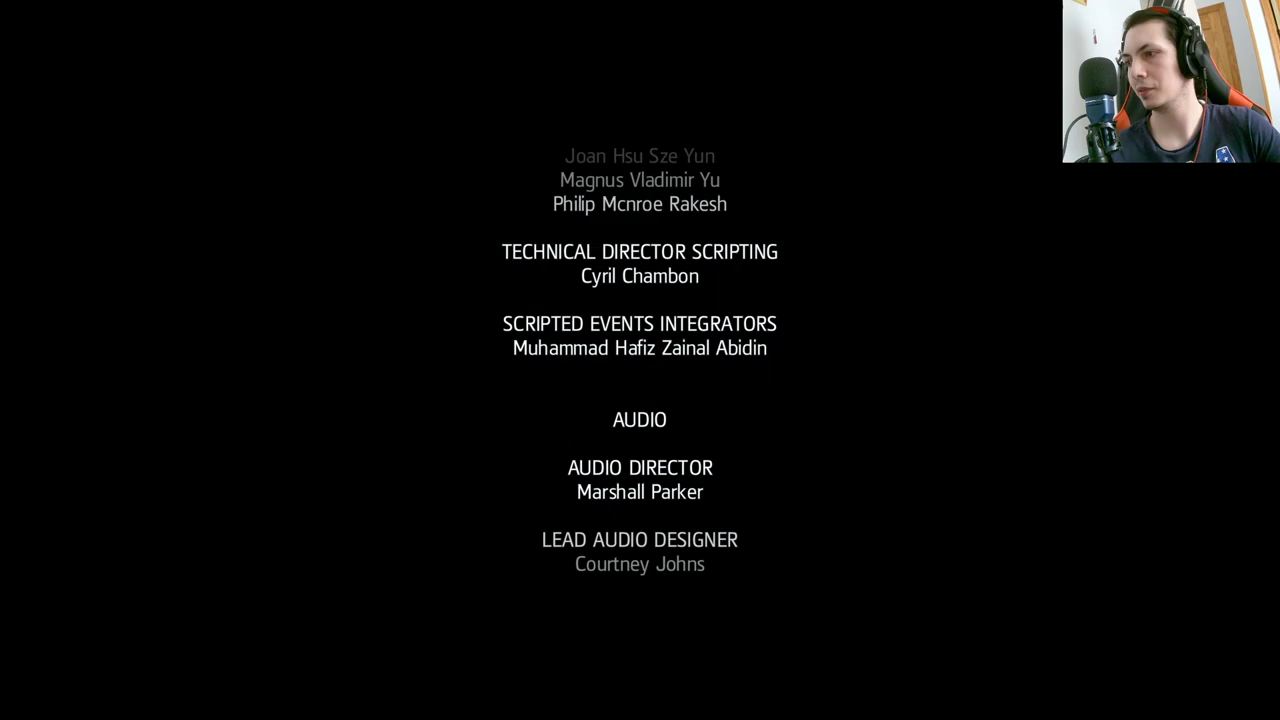 Joan Hsu Sze Yun
Magnus Vladimir Yu
Philip Mcnroe Rakesh
TECHNICAL DIRECTOR SCRIPTING
Cyril Chambon
SCRIPTED EVENTS INTEGRATORS
Muhammad Hafiz Zainal Abidin
AUDIO
AUDIO DIRECTOR
Marshall Parker
LEAD AUDIO DESIGNER
Courtney Johns